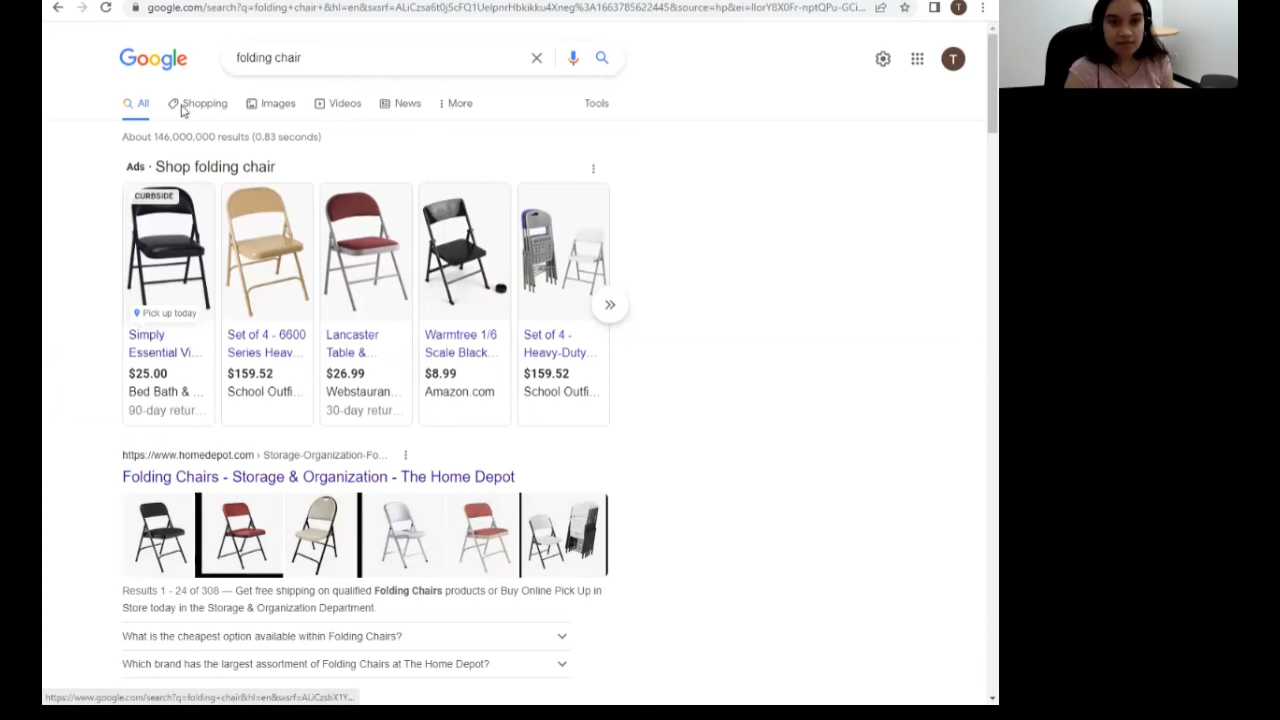 google.com/search?q=folding+chair+&hl=en&sxsrf=ALiCzsa6t0j5cFQ1UelpnrHbkikku4Xneg%3A1663785622445&source=hp&ei=llorY8X0Fr-nptQPu-GCi...
T
Google
folding chair
T
All
Shopping
Images
Videos
News
More
Tools
About 146,000,000 results (0.83 seconds)
Ads · Shop folding chair
CURBSIDE
Pick up today
Simply
Essential Vi...
$25.00
Bed Bath & ...
90-day retur...
Set of 4 - 6600
Series Heav...
$159.52
School Outfi...
Lancaster
Table & ...
$26.99
Webstauran...
30-day retur...
Warmtree 1/6
Scale Black...
$8.99
Amazon.com
Set of 4 -
Heavy-Duty...
$159.52
School Outfi...
https://www.homedepot.com › Storage-Organization-Fo...
Folding Chairs - Storage & Organization - The Home Depot
Results 1 - 24 of 308 — Get free shipping on qualified Folding Chairs products or Buy Online Pick Up in
Store today in the Storage & Organization Department.
What is the cheapest option available within Folding Chairs?
Which brand has the largest assortment of Folding Chairs at The Home Depot?
https://www.google.com/search?q=folding+chair&hl=en&sxsrf=ALiCzsbX1Y...